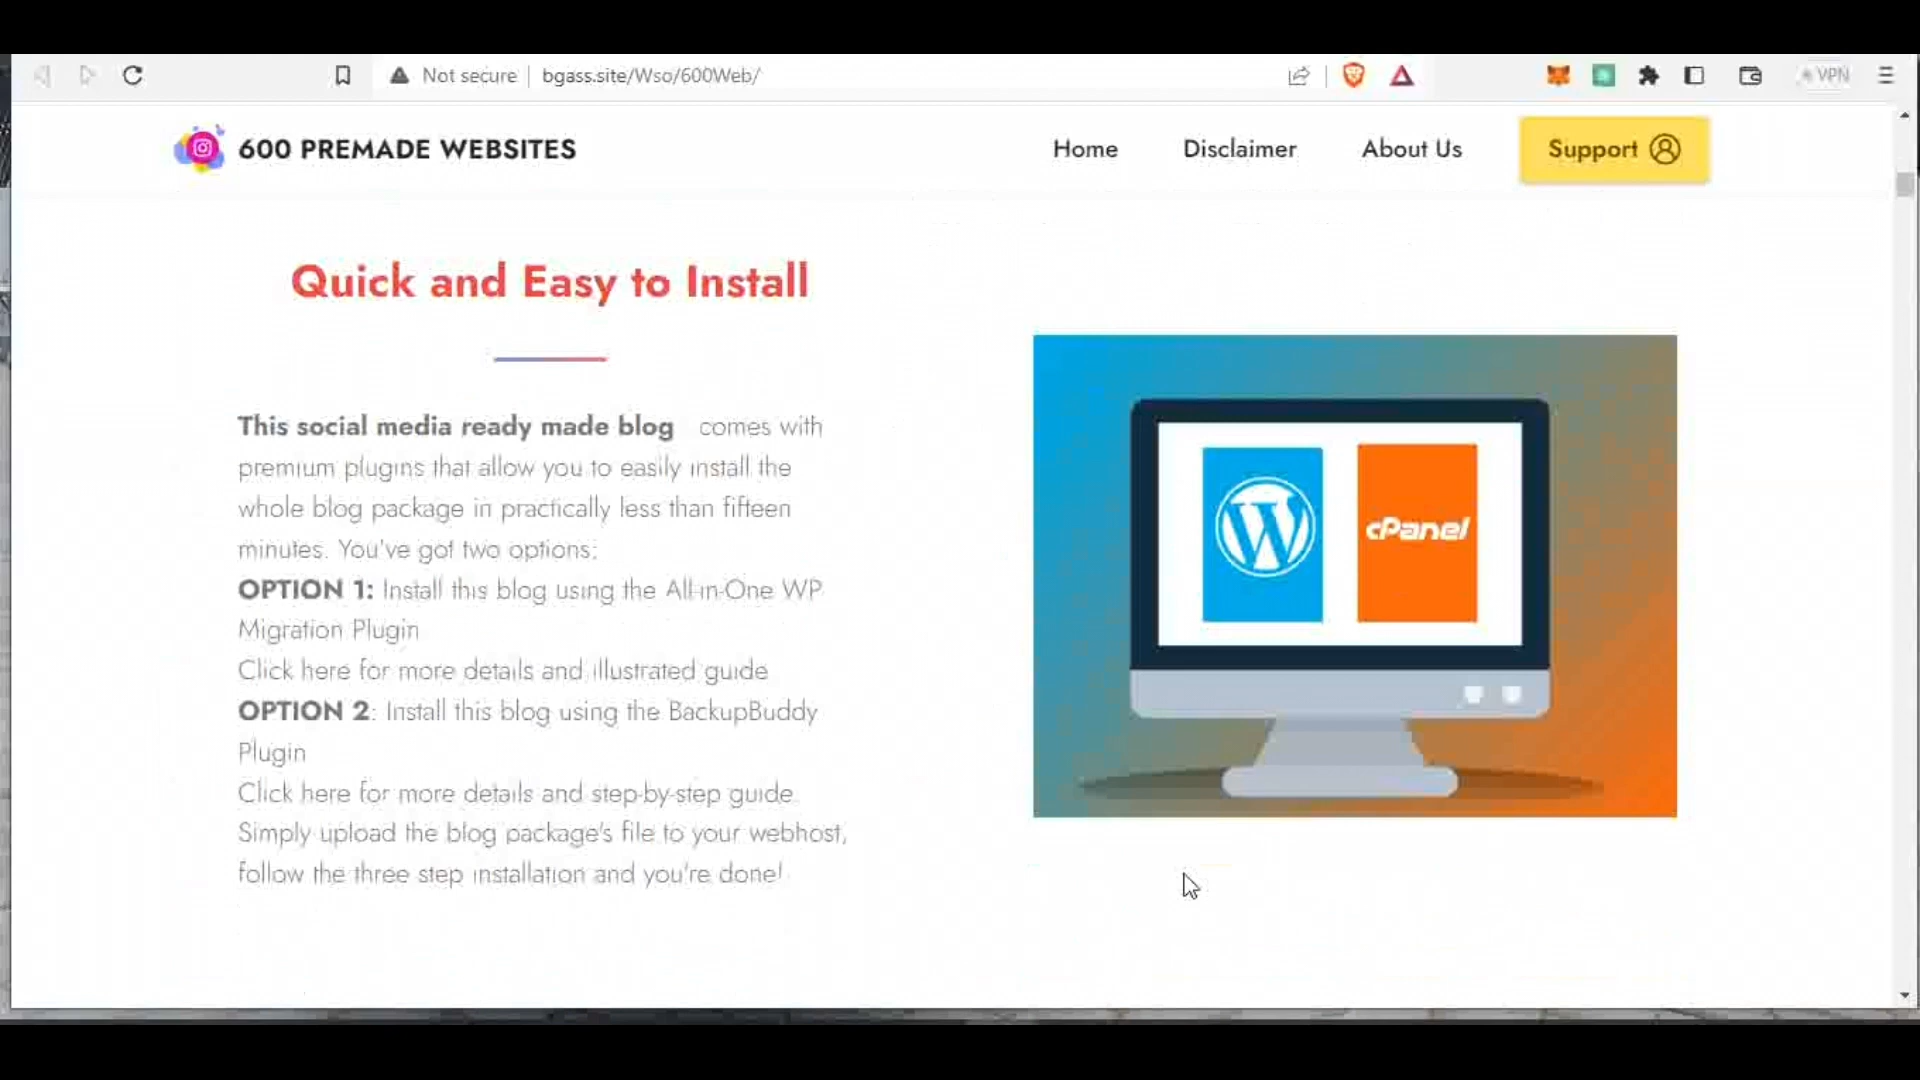 Not secure bgass.site/Wso/600Web/ VPN
600 PREMADE WEBSITES Home Disclaimer About Us Support
Quick and Easy to Install
This social media ready made blog comes with
premium plugins that allow you to easily install the
whole blog package in practically less than fifteen
minutes. You've got two options;
OPTION 1: Install this blog using the All-in-One WP
Migration Plugin
Click here for more details and illustrated guide
OPTION 2: Install this blog using the BackupBuddy
Plugin
Click here for more details and step-by-step guide.
Simply upload the blog package's file to your webhost,
follow the three step installation and you're done!
W cPanel